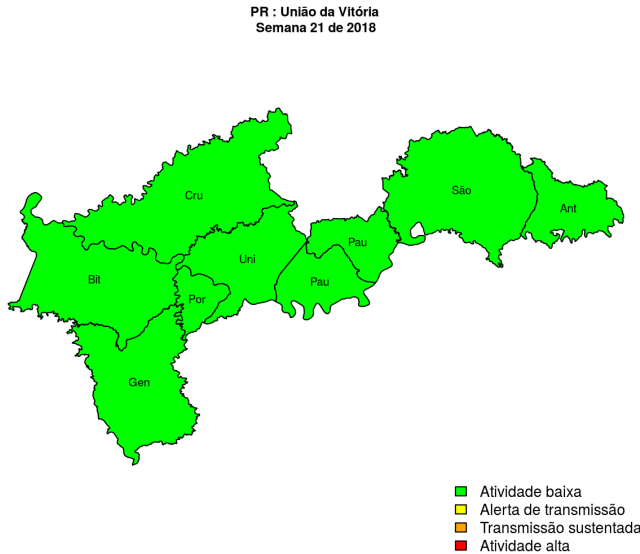 PR : União da Vitória
Semana 21 de 2018
Cru
São
Ant
Pau
Uni
Bit
Pau
Por
Gen
Atividade baixa
Alerta de transmissão
Transmissão sustentada
Atividade alta